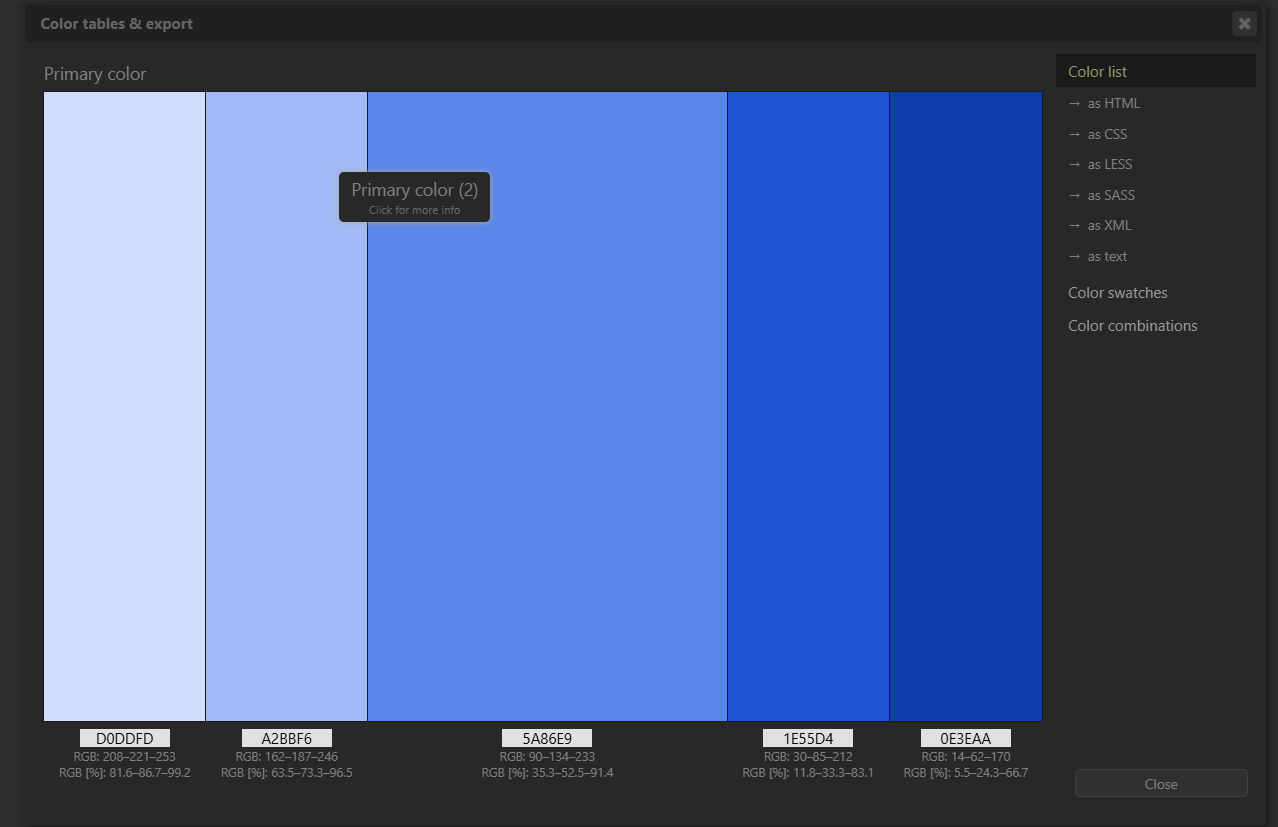 Color tables & export
Primary color
Primary color (2)
Click for more info
D0DDFD
RGB: 208–221–253
RGB [%]: 81.6–86.7–99.2
A2BBF6
RGB: 162–187–246
RGB [%]: 63.5–73.3–96.5
5A86E9
RGB: 90–134–233
RGB [%]: 35.3–52.5–91.4
1E55D4
RGB: 30–85–212
RGB [%]: 11.8–33.3–83.1
0E3EAA
RGB: 14–62–170
RGB [%]: 5.5–24.3–66.7
Color list
→ as HTML
→ as CSS
→ as LESS
→ as SASS
→ as XML
→ as text
Color swatches
Color combinations
Close